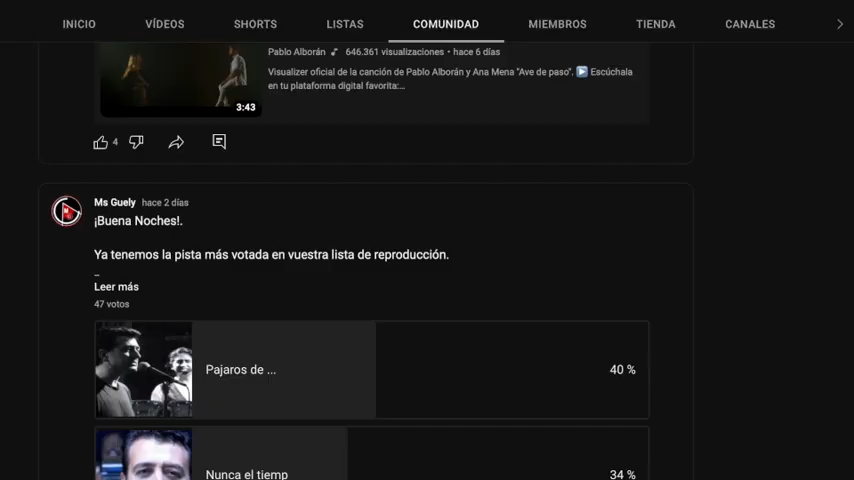 INICIO VÍDEOS SHORTS LISTAS COMUNIDAD MIEMBROS TIENDA CANALES
Pablo Alborán 646.361 visualizaciones • hace 6 días
Visualizer oficial de la canción de Pablo Alborán y Ana Mena "Ave de paso". Escúchala
en tu plataforma digital favorita:...
3:43
4
Ms Guely hace 2 días
¡Buena Noches!.
Ya tenemos la pista más votada en vuestra lista de reproducción.
_
Leer más
47 votos
Pajaros de ... 40 %
Nunca el tiemp 34 %